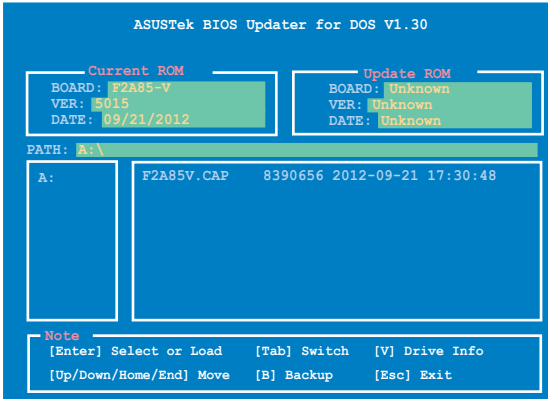 ASUSTek BIOS Updater for DOS V1.30
Current ROM
BOARD: F2A85-V
VER: 5015
DATE: 09/21/2012
Update ROM
BOARD: Unknown
VER: Unknown
DATE: Unknown
PATH: A:\
A:
F2A85V.CAP 8390656 2012-09-21 17:30:48
Note
[Enter] Select or Load [Tab] Switch [V] Drive Info
[Up/Down/Home/End] Move [B] Backup [Esc] Exit